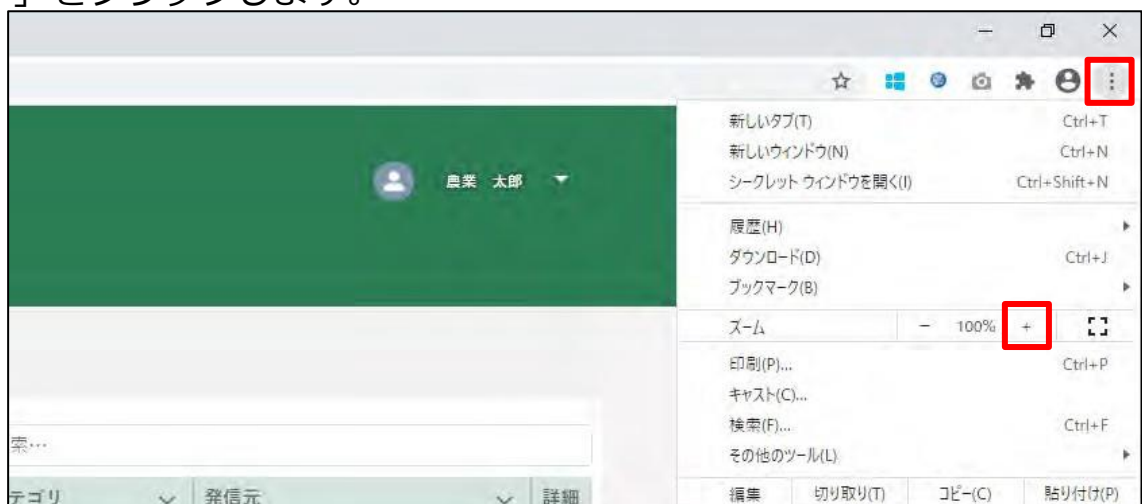 」をクリックします。
新しいタブ(T) Ctrl+T
新しいウィンドウ(N) Ctrl+N
シークレット ウィンドウを開く(I) Ctrl+Shift+N
農業 太郎
履歴(H)
ダウンロード(D) Ctrl+J
ブックマーク(B)
ズーム － 100% +
印刷(P)... Ctrl+P
キャスト(C)...
検索(F)... Ctrl+F
索…
その他のツール(L)
テゴリ 発信元 詳細
編集 切り取り(T) コピー(C) 貼り付け(P)